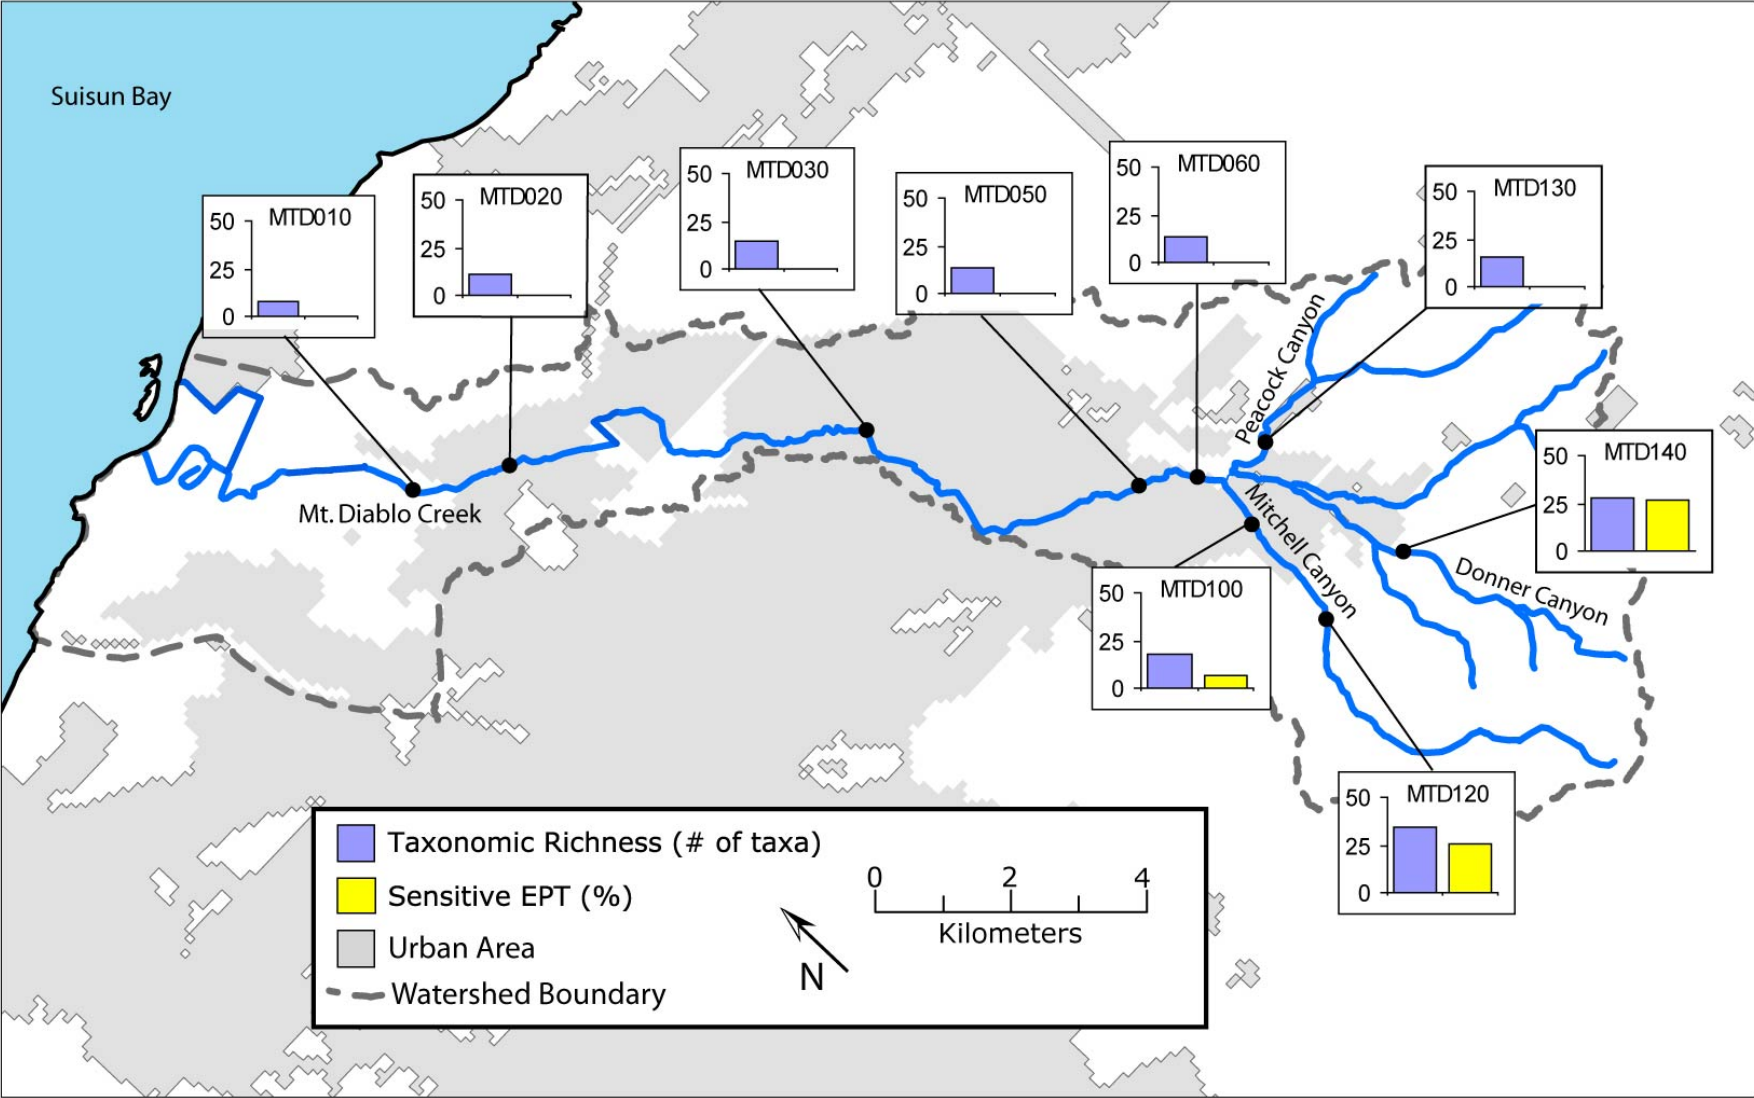 Suisun Bay
MTD010
50
25
0
MTD020
50
25
0
MTD030
50
25
0
MTD050
50
25
0
MTD060
50
25
0
MTD130
50
25
0
Peacock Canyon
MTD140
50
25
0
Mt. Diablo Creek
Mitchell Canyon
Donner Canyon
MTD100
50
25
0
MTD120
50
25
0
Taxonomic Richness (# of taxa)
Sensitive EPT (%)
Urban Area
Watershed Boundary
0 2 4
Kilometers
N